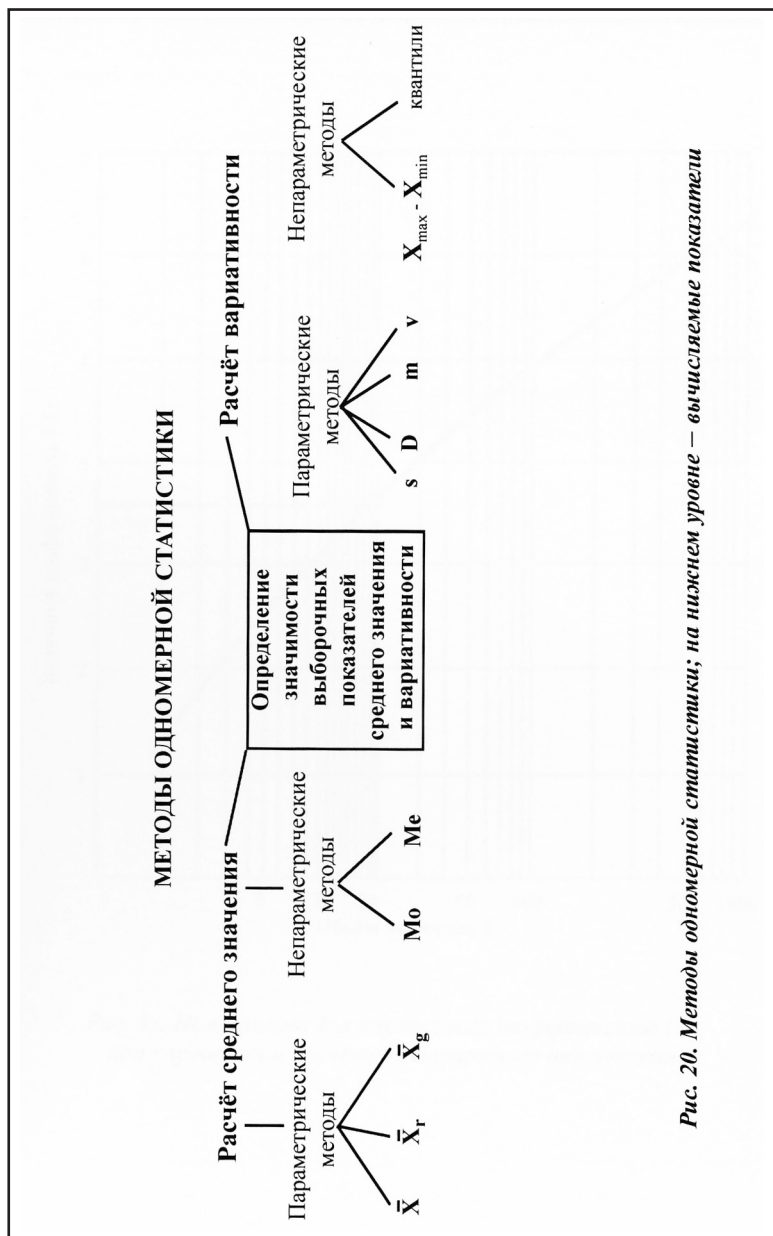 МЕТОДЫ ОДНОМЕРНОЙ СТАТИСТИКИ
Расчёт среднего значения
Параметрические
методы
X̄
X̄r
X̄g
Непараметрические
методы
Mo
Me
Определение
значимости
выборочных
показателей
среднего значения
и вариативности
Расчёт вариативности
Параметрические
методы
s
D
m
v
Непараметрические
методы
Xmax - Xmin
квантили
Рис. 20. Методы одномерной статистики; на нижнем уровне – вычисляемые показатели